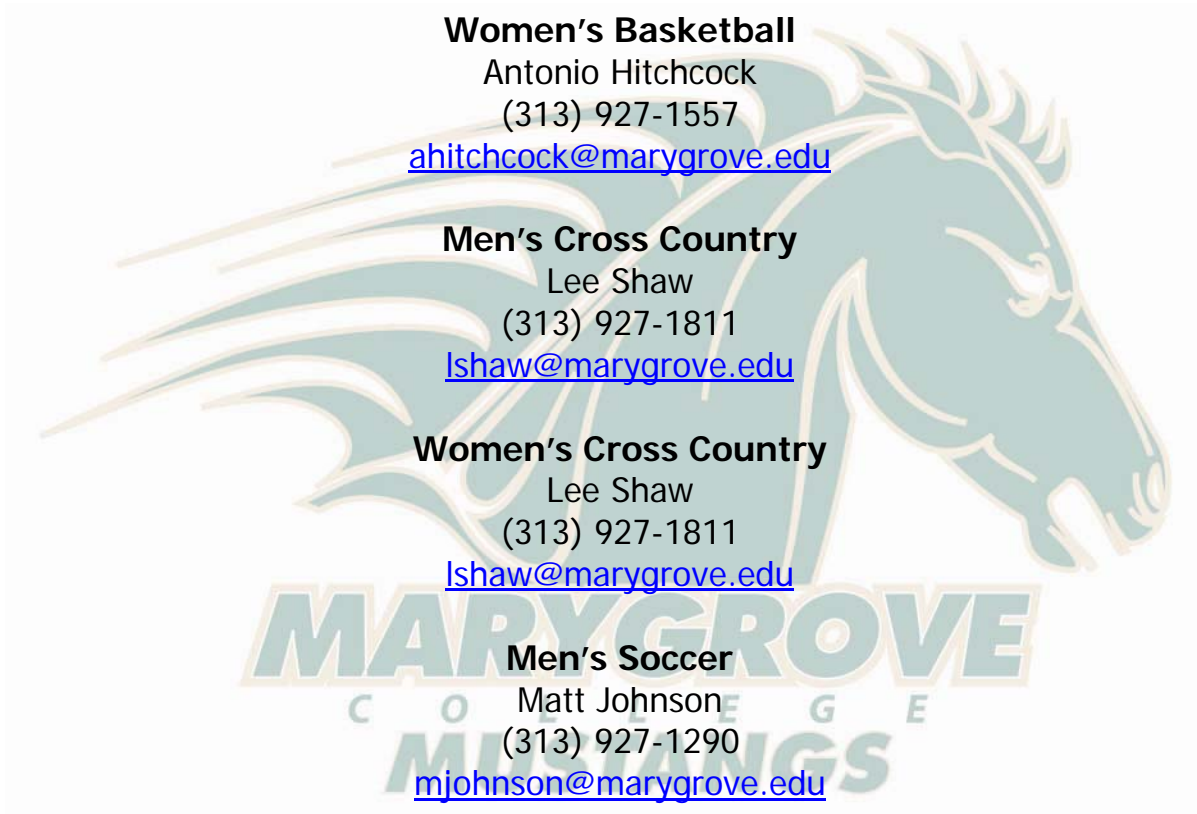 Women's Basketball
Antonio Hitchcock
(313) 927-1557
ahitchcock@marygrove.edu
Men's Cross Country
Lee Shaw
(313) 927-1811
lshaw@marygrove.edu
Women's Cross Country
Lee Shaw
(313) 927-1811
lshaw@marygrove.edu
MARYGROVE
Men's Soccer
Matt Johnson
COLLEGE
(313) 927-1290
MUSTANGS
mjohnson@marygrove.edu